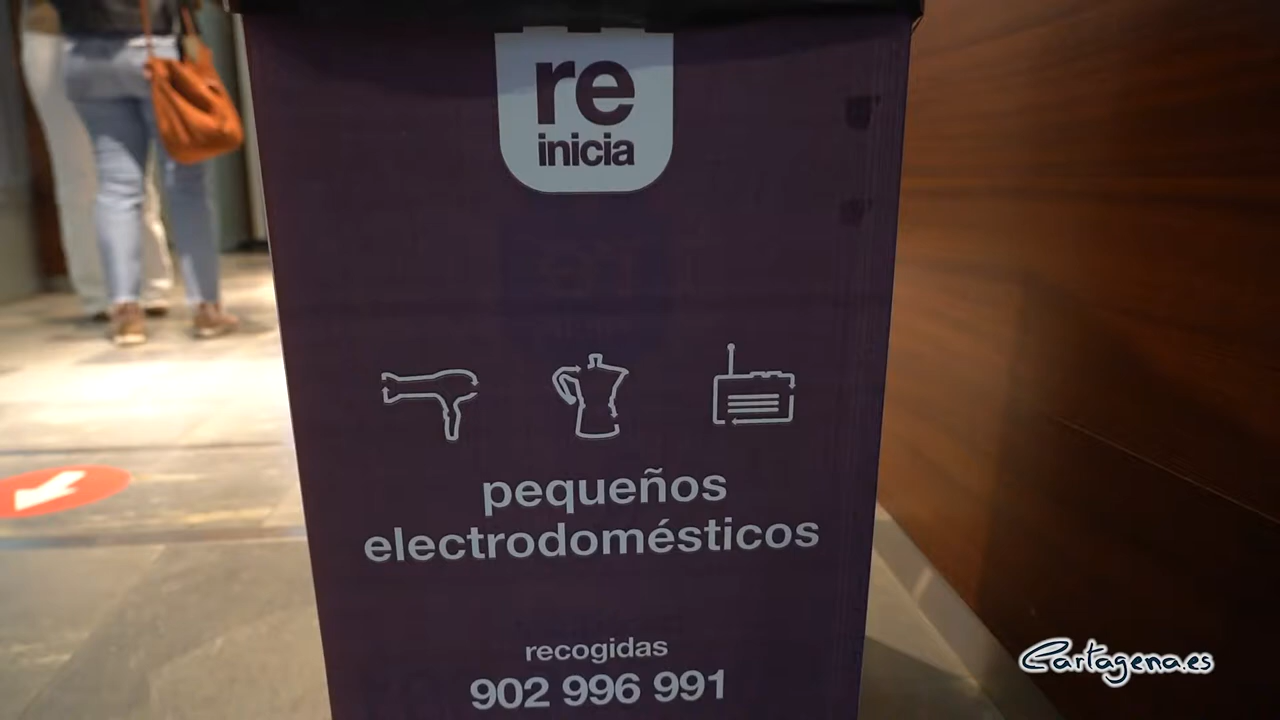 re
inicia
pequeños
electrodomésticos
recogidas
902 996 991
Cartagena.es